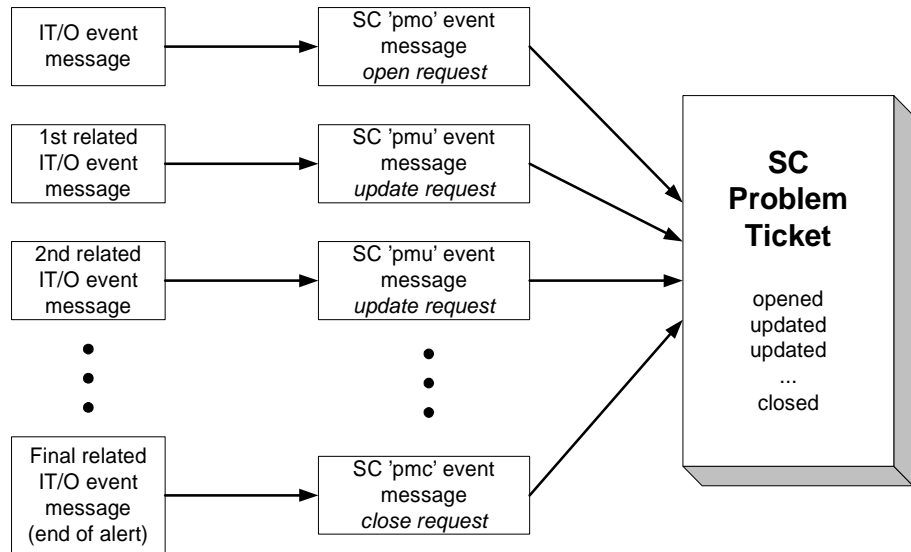 IT/O event
message
SC 'pmo' event
message
open request
1st related
IT/O event
message
SC 'pmu' event
message
update request
2nd related
IT/O event
message
SC 'pmu' event
message
update request
Final related
IT/O event
message
(end of alert)
SC 'pmc' event
message
close request
SC
Problem
Ticket
opened
updated
updated
...
closed